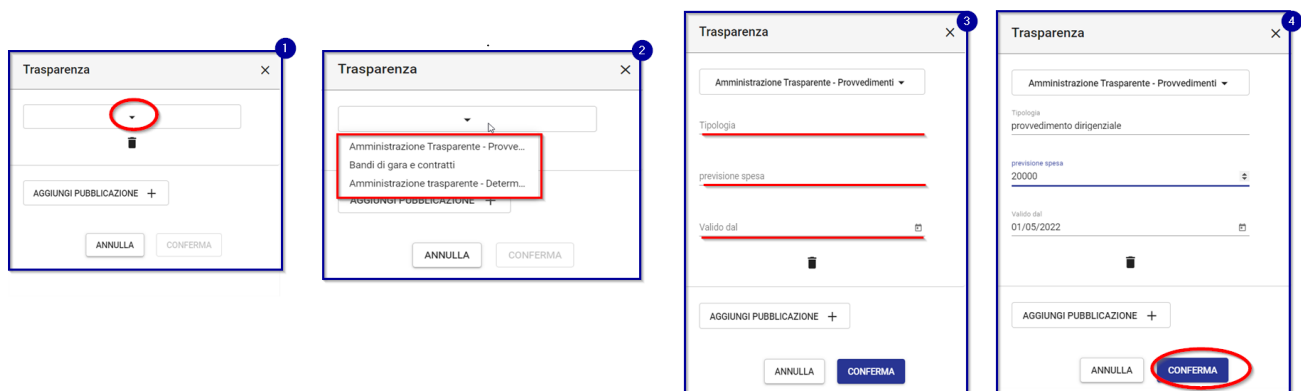 1
Trasparenza
AGGIUNGI PUBBLICAZIONE +
ANNULLA CONFERMA
2
Trasparenza
Amministrazione Trasparente - Provve...
Bandi di gara e contratti
Amministrazione trasparente - Determ...
AGGIUNGI PUBBLICAZIONE +
ANNULLA CONFERMA
3
Trasparenza
Amministrazione Trasparente - Provvedimenti
Tipologia
previsione spesa
Valido dal
AGGIUNGI PUBBLICAZIONE +
ANNULLA CONFERMA
4
Trasparenza
Amministrazione Trasparente - Provvedimenti
Tipologia
provvedimento dirigenziale
previsione spesa
20000
Valido dal
01/05/2022
AGGIUNGI PUBBLICAZIONE +
ANNULLA CONFERMA